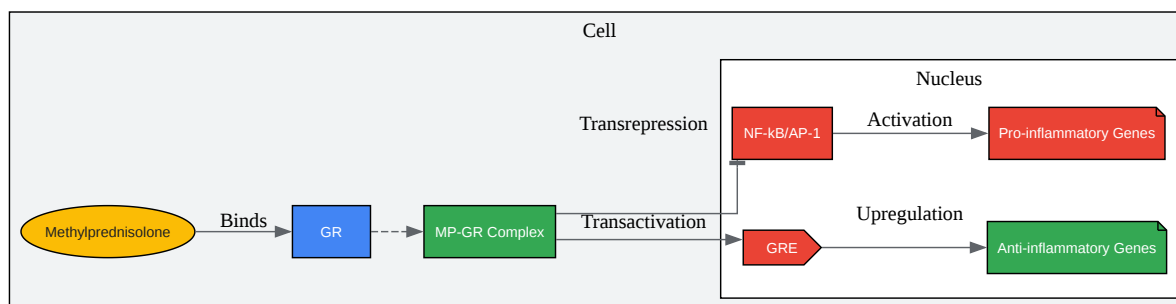 Cell
Nucleus
Transrepression
NF-kB/AP-1
Activation
Pro-inflammatory Genes
Methylprednisolone
Binds
GR
MP-GR Complex
Transactivation
GRE
Upregulation
Anti-inflammatory Genes